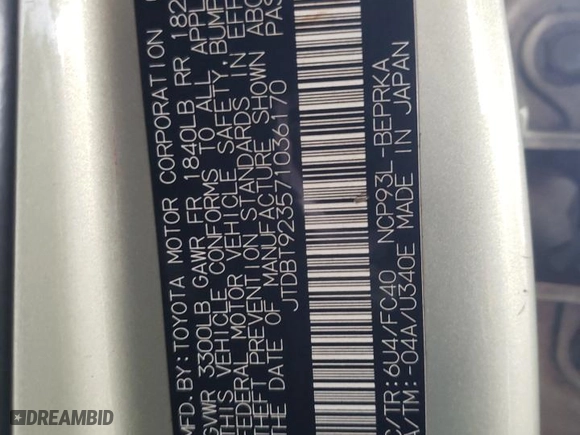 MFD.BY:TOYOTA MOTOR CORPORATION
GVWR 3300LB GAWR FR 1840LB RR 182
THIS VEHICLE CONFORMS TO ALL APPL
FEDERAL MOTOR VEHICLE SAFETY, BUMP
THEFT PREVENTION STANDARDS IN EFFE
THE DATE OF MANUFACTURE SHOWN ABO
JTDBT923571036170 PAS
C/TR:6U4/FC40 NCP93L-BEPRKA
A/TM:-04A/U340E MADE IN JAPAN
DREAMBID